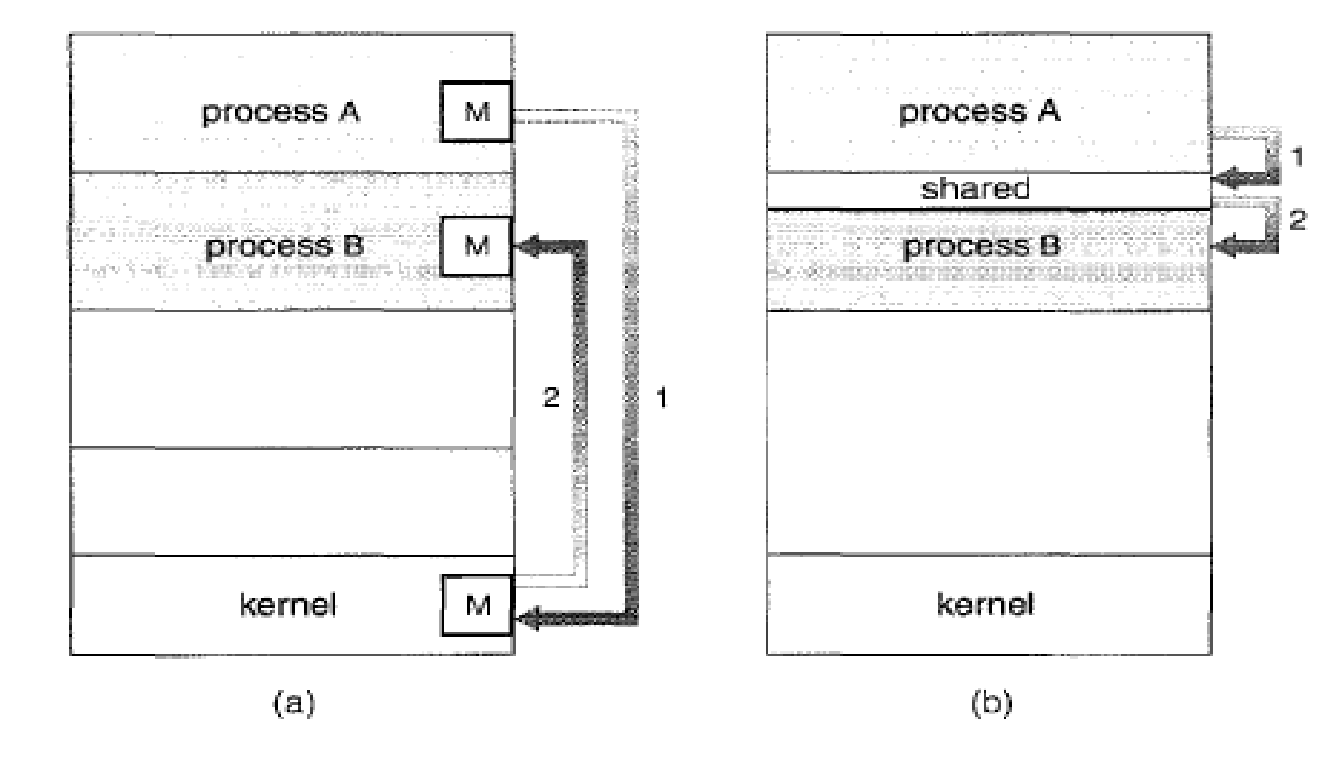 process A
M
process B
M
2
1
kernel
M
(a)
process A
1
shared
2
process B
kernel
(b)